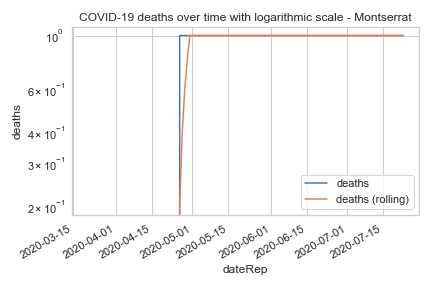 COVID-19 deaths over time with logarithmic scale - Montserrat
10⁰
6 × 10⁻¹
4 × 10⁻¹
3 × 10⁻¹
2 × 10⁻¹
deaths
deaths
deaths (rolling)
2020-03-15
2020-04-01
2020-04-15
2020-05-01
2020-05-15
2020-06-01
2020-06-15
2020-07-01
2020-07-15
dateRep